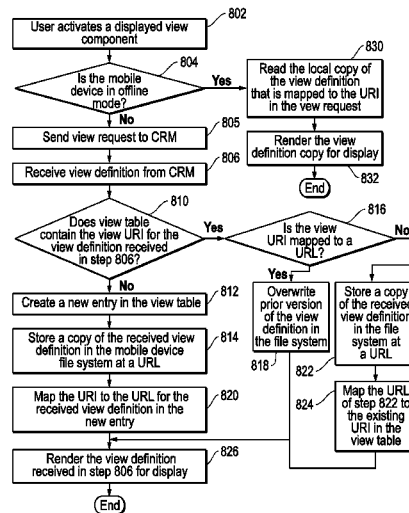 802
User activates a displayed view
component
804
Is the mobile
device in offline
mode?
Yes
No
830
Read the local copy of
the view definition
that is mapped to the URI
in the vew request
Render the view
definition copy for display
832
End
Send view request to CRM
805
Receive view definition from CRM
806
810
Does view table
contain the view URI for
the view definition received
in step 806?
Yes
No
816
Is the view
URI mapped to a
URL?
No
Yes
Overwrite
prior version
of the view
definition in
the file system
818
Store a copy of
the received view
definition in the
file system at
a URL
822
Map the URL
of step 822 to
the existing
URI in the
view table
824
Create a new entry in the view table
812
Store a copy of the received view
definition in the mobile device
file system at a URL
814
Map the URI to the URL for the
received view definition in the
new entry
820
Render the view definition
received in step 806 for display
826
End